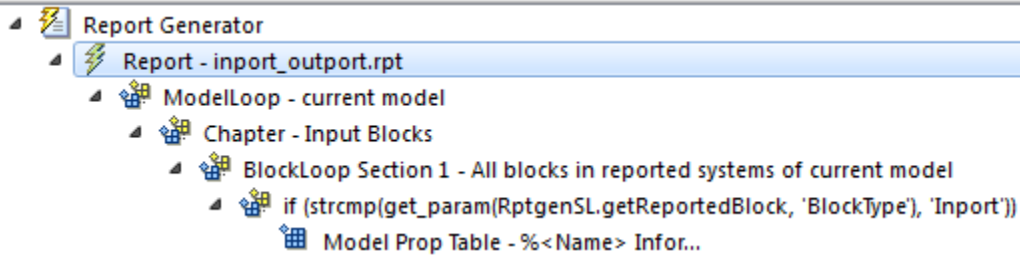 Report Generator
Report - inport_outport.rpt
ModelLoop - current model
Chapter - Input Blocks
BlockLoop Section 1 - All blocks in reported systems of current model
if (strcmp(get_param(RptgenSL.getReportedBlock, 'BlockType'), 'Inport'))
Model Prop Table - %<Name> Infor...